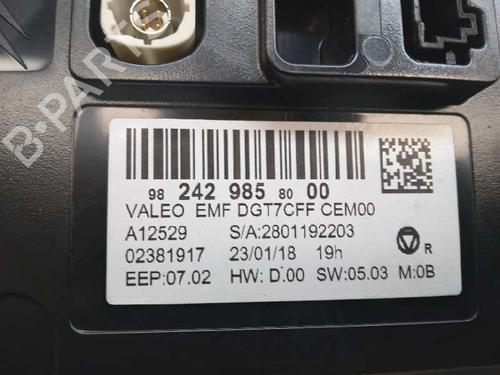 B-PARTS
98 242 985 80 00
VALEO EMF DGT7CFF CEM00
A12529 S/A:2801192203
02381917 23/01/18 19h
EEP:07.02 HW: D.00 SW:05.03 M:0B
R